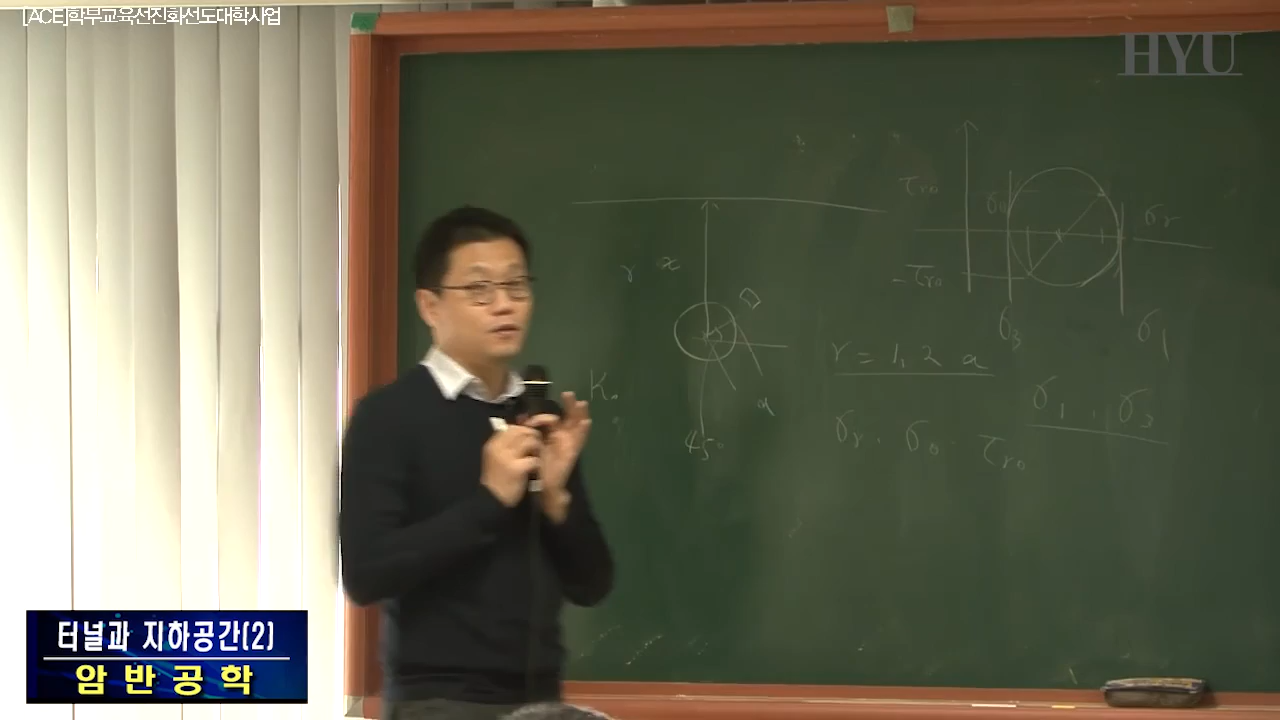 [ACE]학부교육선진화선도대학사업
HYU
τrθ
σθ
σr
-τrθ
σ3
σ1
r
x
r = 1, 2 a
K₀
a
σ1, σ3
σr, σθ, τrθ
45°
터널과 지하공간(2)
암반공학